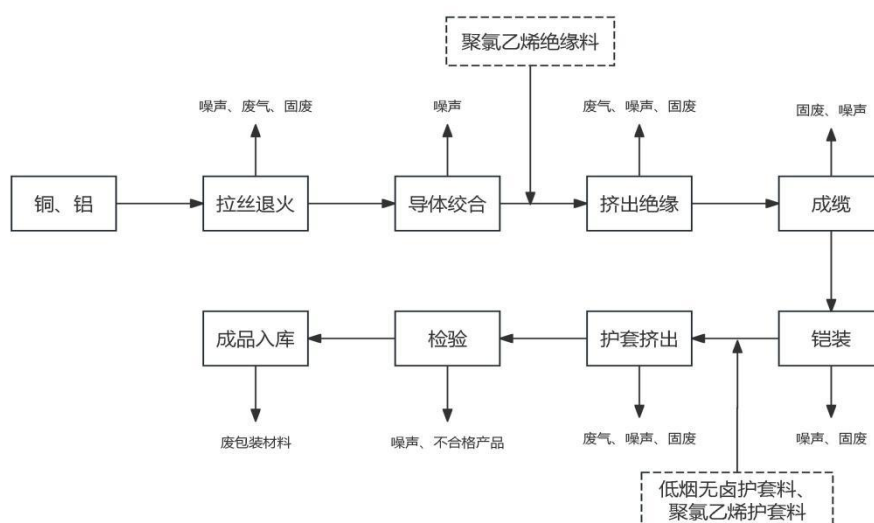 聚氯乙烯绝缘料
噪声、废气、固废
噪声
废气、噪声、固废
固废、噪声
铜、铝
拉丝退火
导体绞合
挤出绝缘
成缆
成品入库
检验
护套挤出
铠装
废包装材料
噪声、不合格产品
废气、噪声、固废
噪声、固废
低烟无卤护套料、
聚氯乙烯护套料